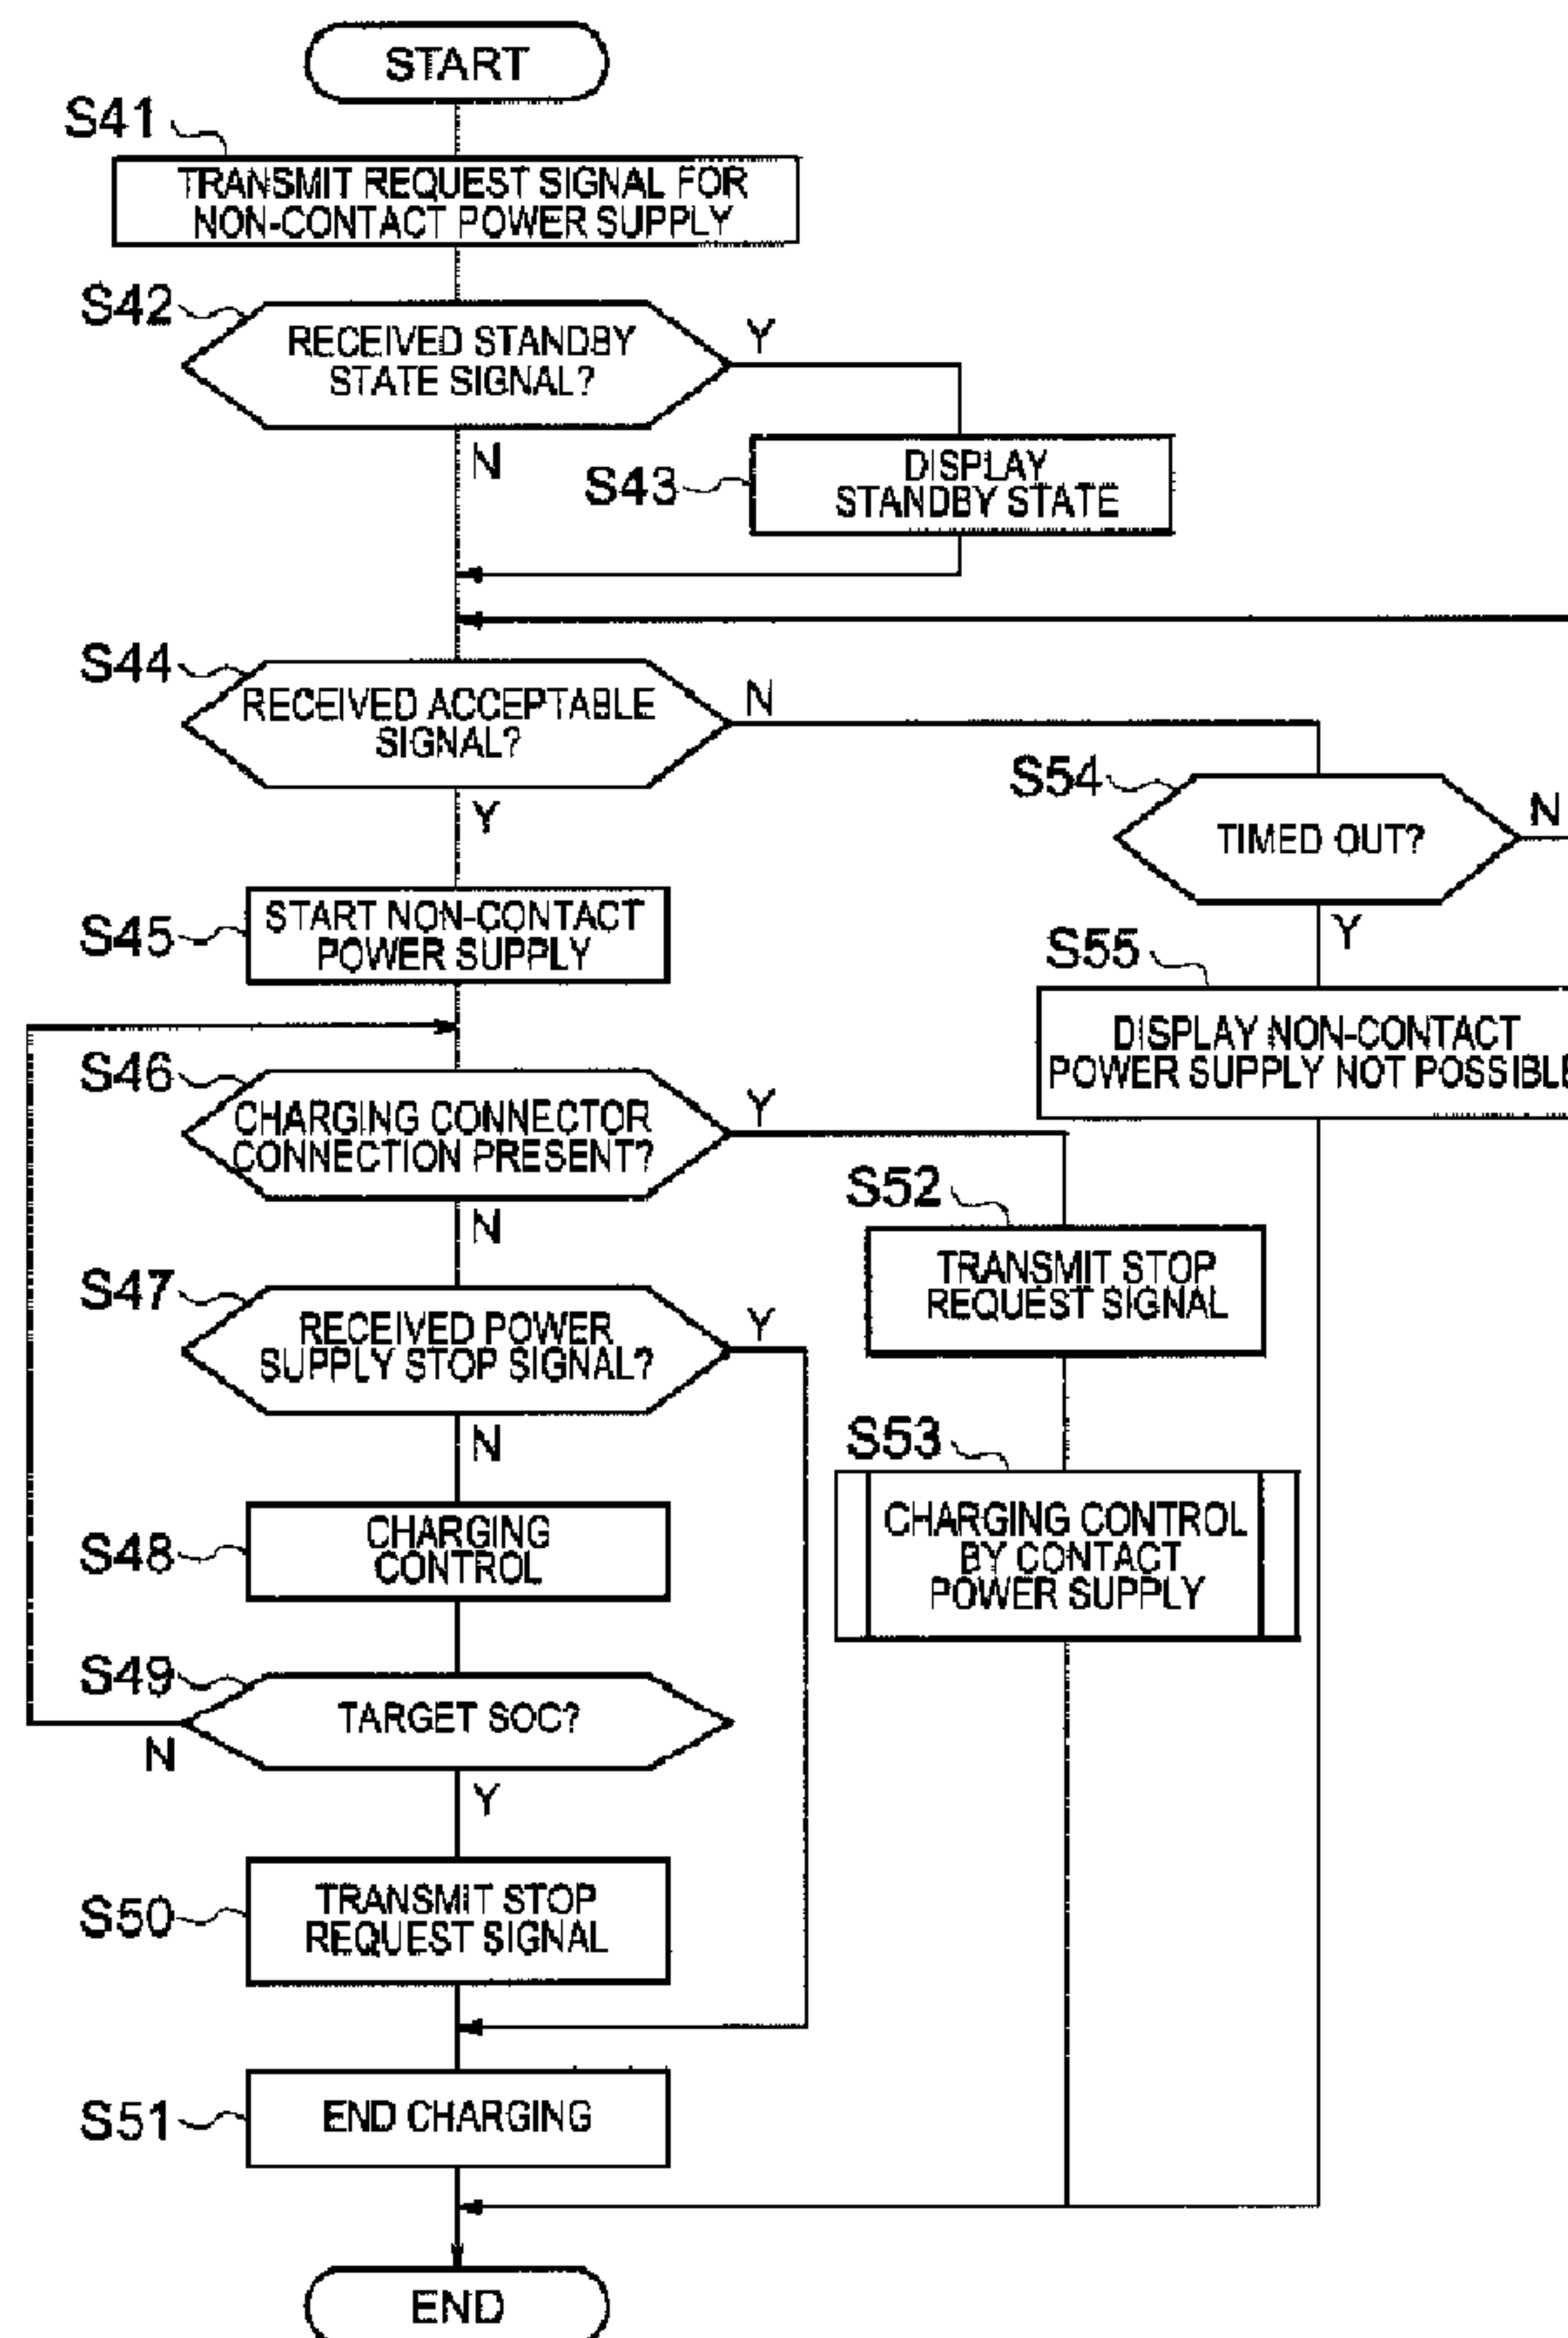 START
S41
TRANSMIT REQUEST SIGNAL FOR
NON-CONTACT POWER SUPPLY
S42
RECEIVED STANDBY
STATE SIGNAL?
Y
N
S43
DISPLAY
STANDBY STATE
S44
RECEIVED ACCEPTABLE
SIGNAL?
N
Y
S54
TIMED OUT?
N
Y
S45
START NON-CONTACT
POWER SUPPLY
S55
DISPLAY NON-CONTACT
POWER SUPPLY NOT POSSIBLE
S46
CHARGING CONNECTOR
CONNECTION PRESENT?
Y
N
S52
TRANSMIT STOP
REQUEST SIGNAL
S47
RECEIVED POWER
SUPPLY STOP SIGNAL?
Y
N
S53
CHARGING CONTROL
BY CONTACT
POWER SUPPLY
S48
CHARGING
CONTROL
S49
TARGET SOC?
N
Y
S50
TRANSMIT STOP
REQUEST SIGNAL
S51
END CHARGING
END